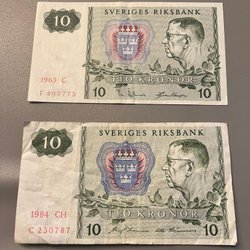 10 SVERIGES RIKSBANK
1963 C
F 495775
10 TIO KRONOR 10
10 SVERIGES RIKSBANK
1984 CH
C 250787
10 TIO KRONOR 10